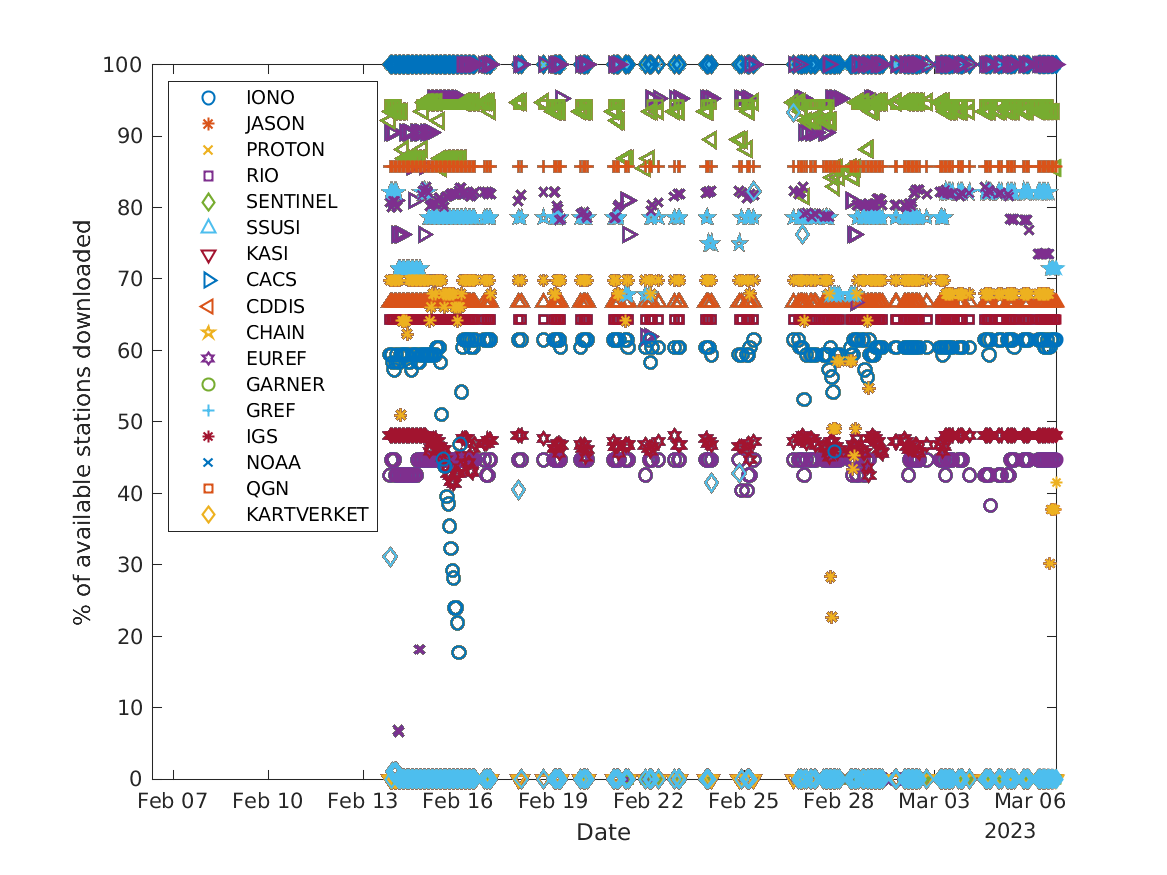 % of available stations downloaded
100
90
80
70
60
50
40
30
20
10
0
IONO
JASON
PROTON
RIO
SENTINEL
SSUSI
KASI
CACS
CDDIS
CHAIN
EUREF
GARNER
GREF
IGS
NOAA
QGN
KARTVERKET
Feb 07 Feb 10 Feb 13 Feb 16 Feb 19 Feb 22 Feb 25 Feb 28 Mar 03 Mar 06
Date
2023